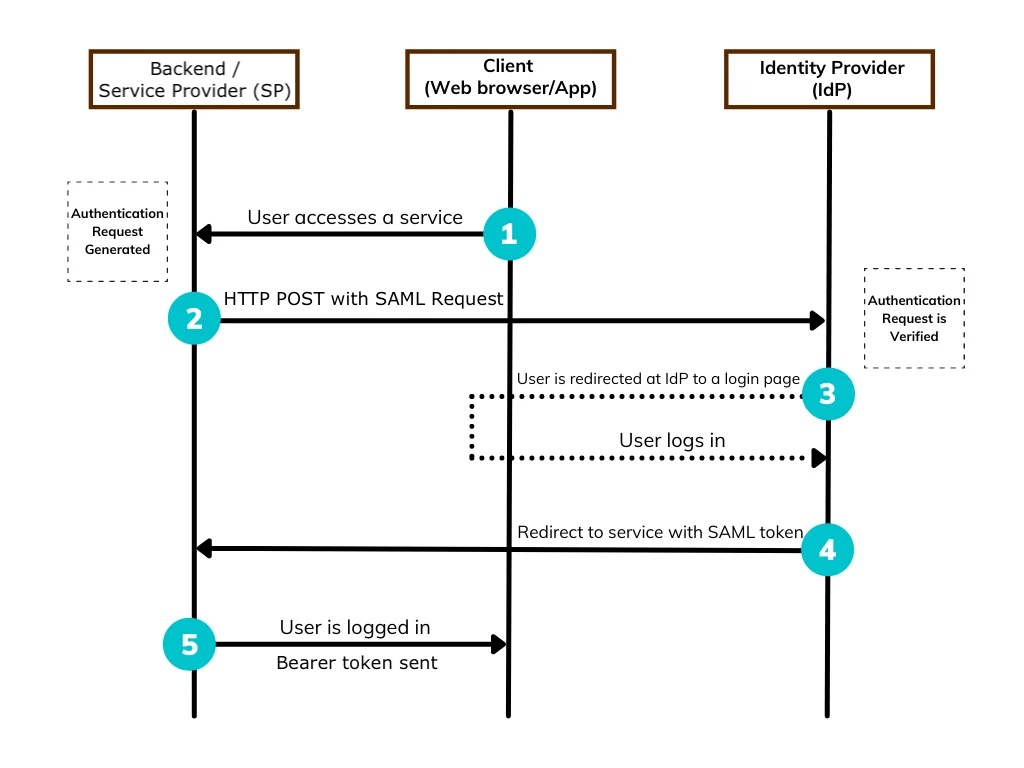 Backend /
Service Provider (SP)
Client
(Web browser/App)
Identity Provider
(IdP)
Authentication
Request
Generated
User accesses a service
1
2
HTTP POST with SAML Request
Authentication
Request is
Verified
User is redirected at IdP to a login page
3
User logs in
Redirect to service with SAML token
4
5
User is logged in
Bearer token sent